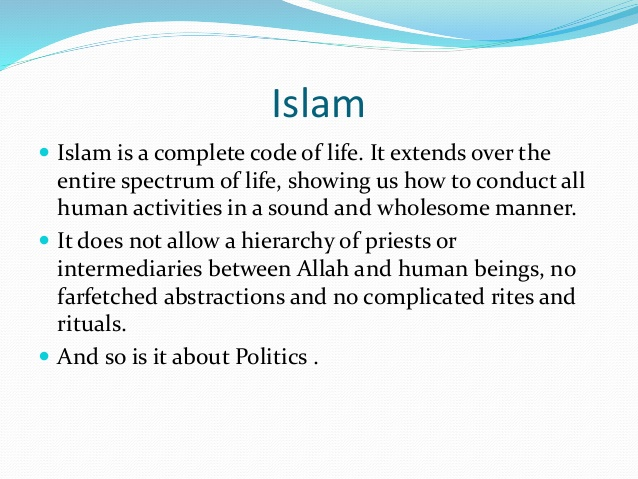 Islam
Islam is a complete code of life. It extends over the
entire spectrum of life, showing us how to conduct all
human activities in a sound and wholesome manner.
It does not allow a hierarchy of priests or
intermediaries between Allah and human beings, no
farfetched abstractions and no complicated rites and
rituals.
And so is it about Politics .